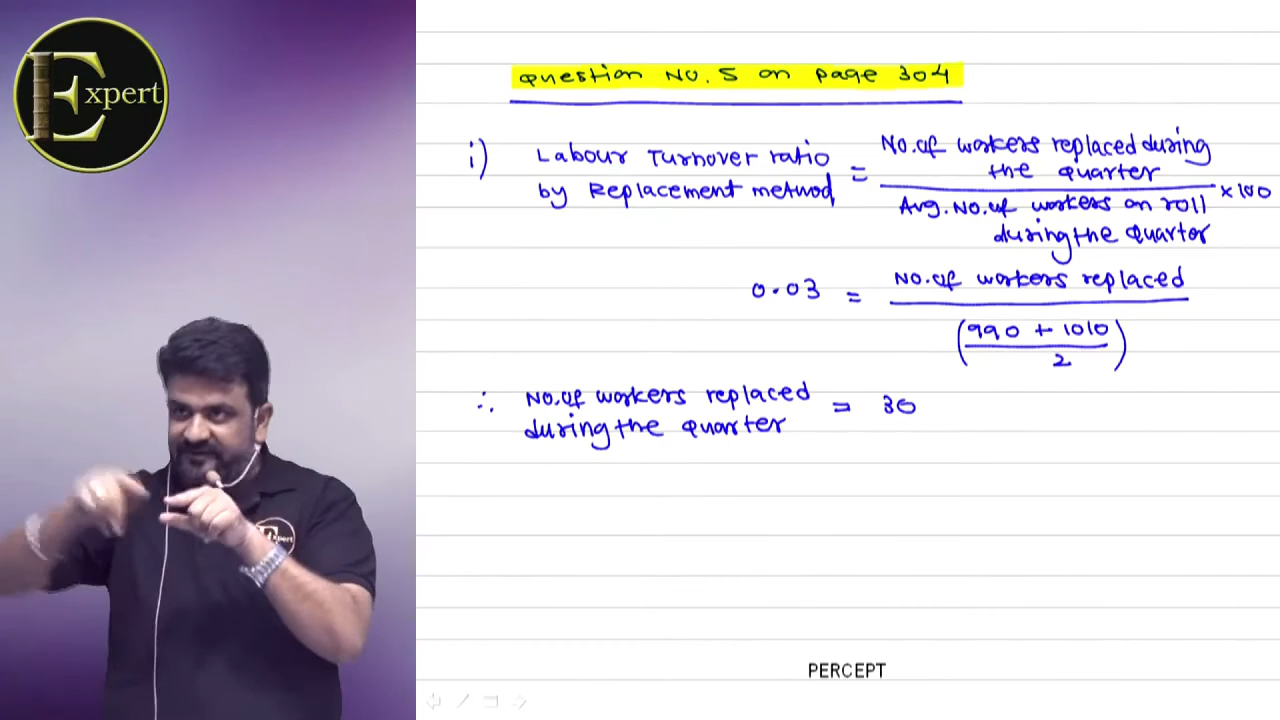 Expert
Question No. 5 on page 304
i) Labour Turnover ratio by Replacement method = No. of workers replaced during the quarter / Avg. No. of workers on roll during the quarter × 100
0.03 = No. of workers replaced / ((990 + 1010) / 2)
∴ No. of workers replaced during the quarter = 30
Expert
PERCEPT